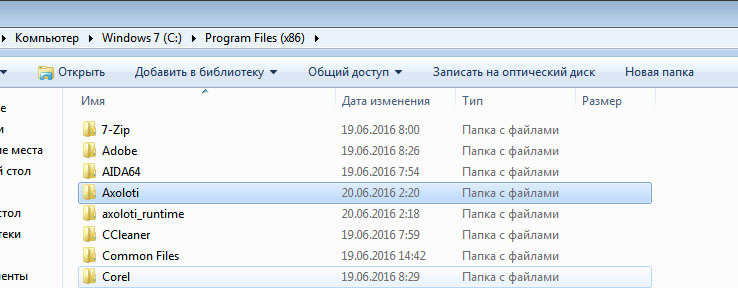 Компьютер ▸ Windows 7 (C:) ▸ Program Files (x86) ▸
Открыть Добавить в библиотеку ▾ Общий доступ ▾ Записать на оптический диск Новая папка
Имя Дата изменения Тип Размер
7-Zip 19.06.2016 8:00 Папка с файлами
Adobe 19.06.2016 8:26 Папка с файлами
AIDA64 19.06.2016 7:54 Папка с файлами
Axoloti 20.06.2016 2:20 Папка с файлами
axoloti_runtime 20.06.2016 2:18 Папка с файлами
CCleaner 19.06.2016 7:59 Папка с файлами
Common Files 19.06.2016 14:42 Папка с файлами
Corel 19.06.2016 8:29 Папка с файлами
е места
стол
стол